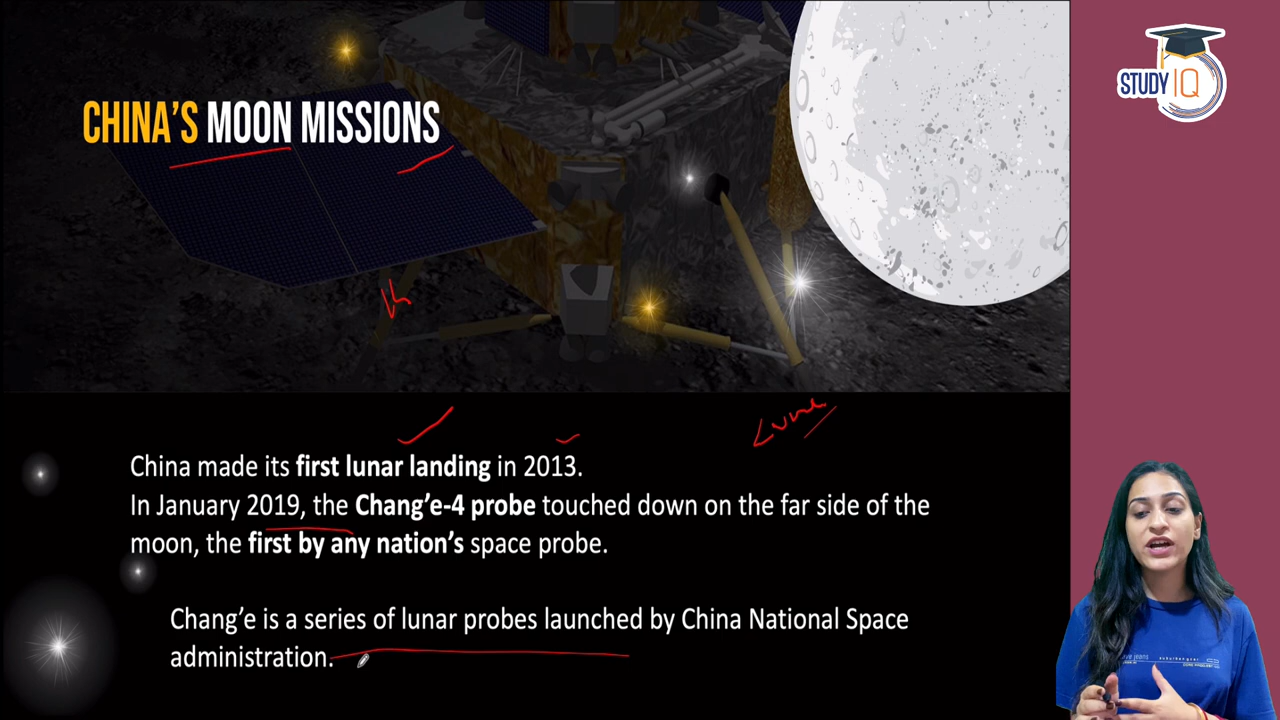 CHINA'S MOON MISSIONS
STUDY IQ
China made its first lunar landing in 2013.
In January 2019, the Chang'e-4 probe touched down on the far side of the
moon, the first by any nation's space probe.
Chang'e is a series of lunar probes launched by China National Space
administration.